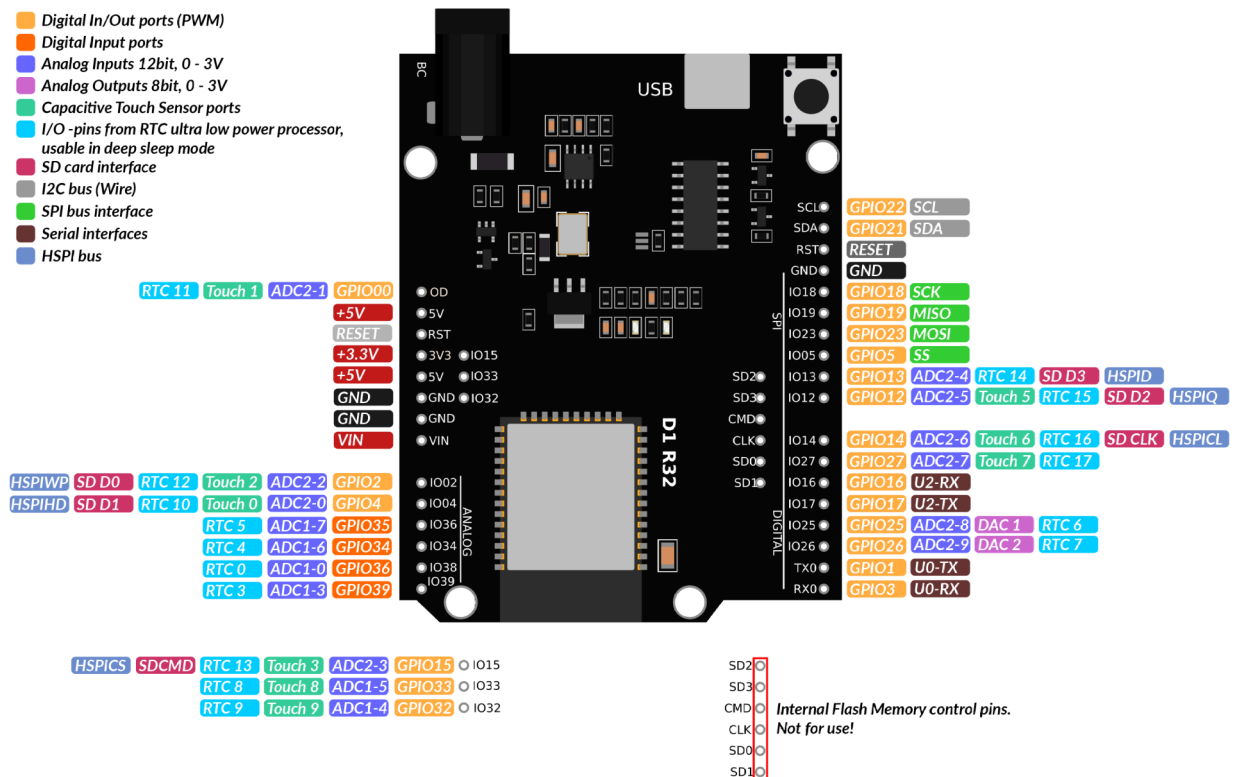 Digital In/Out ports (PWM)
Digital Input ports
Analog Inputs 12bit, 0 - 3V
Analog Outputs 8bit, 0 - 3V
Capacitive Touch Sensor ports
I/O -pins from RTC ultra low power processor,
usable in deep sleep mode
SD card interface
I2C bus (Wire)
SPI bus interface
Serial interfaces
HSPI bus
BC
USB
SCL GPIO22 SCL
SDA GPIO21 SDA
RST RESET
GND GND
RTC 11 Touch 1 ADC2-1 GPIO00 OD IO18 GPIO18 SCK
+5V 5V IO19 GPIO19 MISO
SPI
RESET RST IO23 GPIO23 MOSI
+3.3V 3V3 IO15 IO05 GPIO5 SS
+5V 5V IO33 SD2 IO13 GPIO13 ADC2-4 RTC 14 SD D3 HSPID
GND GND IO32 SD3 IO12 GPIO12 ADC2-5 Touch 5 RTC 15 SD D2 HSPIQ
GND GND CMD
VIN VIN CLK IO14 GPIO14 ADC2-6 Touch 6 RTC 16 SD CLK HSPICL
D1 R32
SD0 IO27 GPIO27 ADC2-7 Touch 7 RTC 17
HSPIWP SD D0 RTC 12 Touch 2 ADC2-2 GPIO2 IO02 SD1 IO16 GPIO16 U2-RX
HSPIHD SD D1 RTC 10 Touch 0 ADC2-0 GPIO4 IO04 IO17 GPIO17 U2-TX
ANALOG
DIGITAL
RTC 5 ADC1-7 GPIO35 IO36 IO25 GPIO25 ADC2-8 DAC 1 RTC 6
RTC 4 ADC1-6 GPIO34 IO34 IO26 GPIO26 ADC2-9 DAC 2 RTC 7
RTC 0 ADC1-0 GPIO36 IO38 TX0 GPIO1 U0-TX
RTC 3 ADC1-3 GPIO39 IO39 RX0 GPIO3 U0-RX
HSPICS SDCMD RTC 13 Touch 3 ADC2-3 GPIO15 IO15
RTC 8 Touch 8 ADC1-5 GPIO33 IO33
RTC 9 Touch 9 ADC1-4 GPIO32 IO32
SD2
SD3
CMD
CLK
SD0
SD1
Internal Flash Memory control pins.
Not for use!